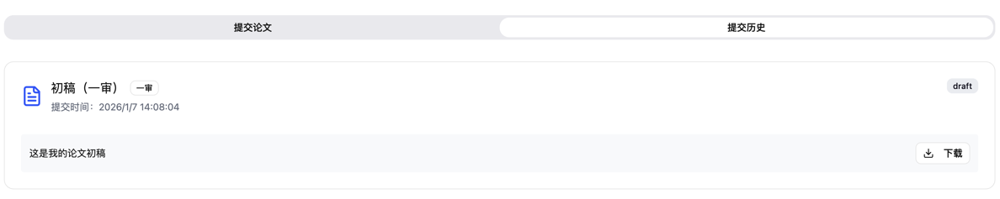 提交论文
提交历史
初稿（一审） 一审
draft
提交时间：2026/1/7 14:08:04
这是我的论文初稿
下载